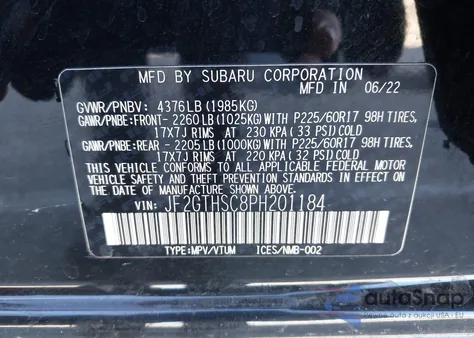 MFD BY SUBARU CORPORATION MFD IN 06/22
GVWR/PNBV: 4376LB(1985KG)
GAWR/PNBE:FRONT- 2260LB(1025KG)WITH P225/60R17 98H TIRES,
17X7J RIMS AT 230 KPA (33 PSI)COLD
GAWR/PNBE:REAR - 2205LB(1000KG)WITH P225/60R17 98H TIRES,
17X7J RIMS AT 220 KPA (32 PSI)COLD
THIS VEHICLE CONFORMS TO ALL APPLICABLE FEDERAL MOTOR
VEHICLE SAFETY AND THEFT PREVENTION STANDARDS IN EFFECT
ON THE DATE OF MANUFACTURE SHOWN ABOVE.
VIN: JF2GTHSC8PH201184
TYPE:MPV/VTUM ICES/NMB-002
autoSnap